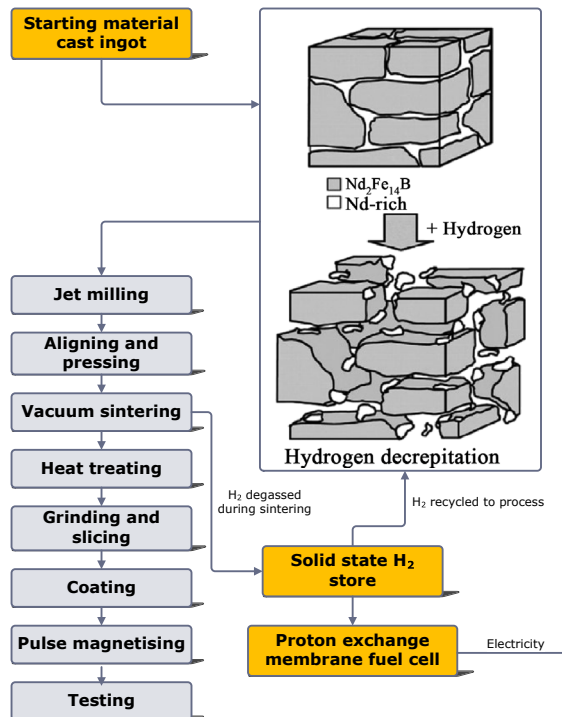 Starting material
cast ingot
Nd₂Fe₁₄B
Nd-rich
+ Hydrogen
Hydrogen decrepitation
Jet milling
Aligning and
pressing
Vacuum sintering
Heat treating
Grinding and
slicing
Coating
Pulse magnetising
Testing
H₂ degassed
during sintering
H₂ recycled to process
Solid state H₂
store
Proton exchange
membrane fuel cell
Electricity